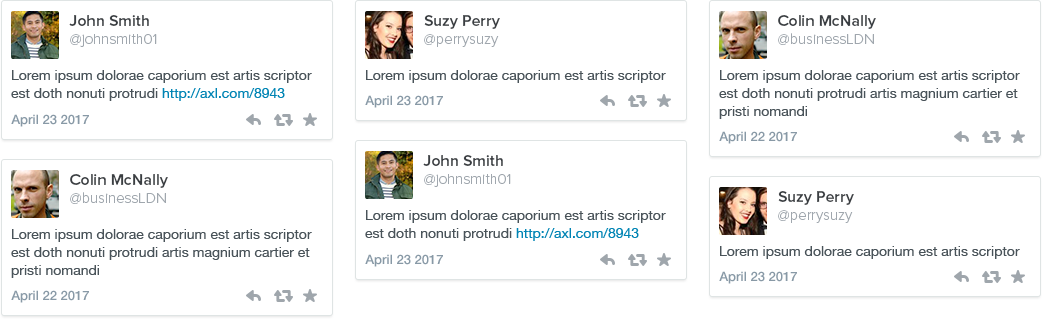 John Smith
@johnsmith01
Lorem ipsum dolorae caporium est artis scriptor
est doth nonuti protrudi http://axl.com/8943
April 23 2017
Colin McNally
@businessLDN
Lorem ipsum dolorae caporium est artis scriptor
est doth nonuti protrudi artis magnium cartier et
pristi nomandi
April 22 2017
Suzy Perry
@perrysuzy
Lorem ipsum dolorae caporium est artis scriptor
April 23 2017
John Smith
@johnsmith01
Lorem ipsum dolorae caporium est artis scriptor
est doth nonuti protrudi http://axl.com/8943
April 23 2017
Colin McNally
@businessLDN
Lorem ipsum dolorae caporium est artis scriptor
est doth nonuti protrudi artis magnium cartier et
pristi nomandi
April 22 2017
Suzy Perry
@perrysuzy
Lorem ipsum dolorae caporium est artis scriptor
April 23 2017